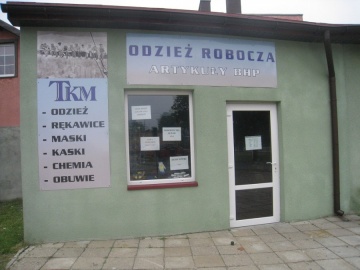 ODZIEŻ ROBOCZA
ARTYKUŁY BHP
TKM
- ODZIEŻ
- RĘKAWICE
- MASKI
- KASKI
- CHEMIA
- OBUWIE